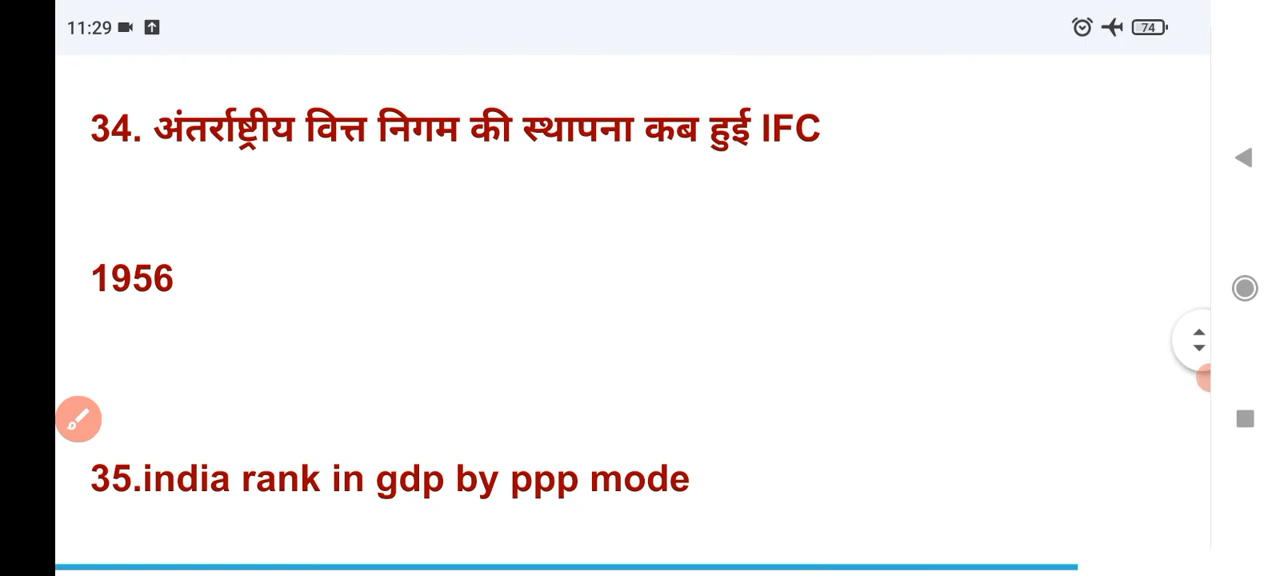 11:29
74
34. अंतर्राष्ट्रीय वित्त निगम की स्थापना कब हुई IFC
1956
35.india rank in gdp by ppp mode